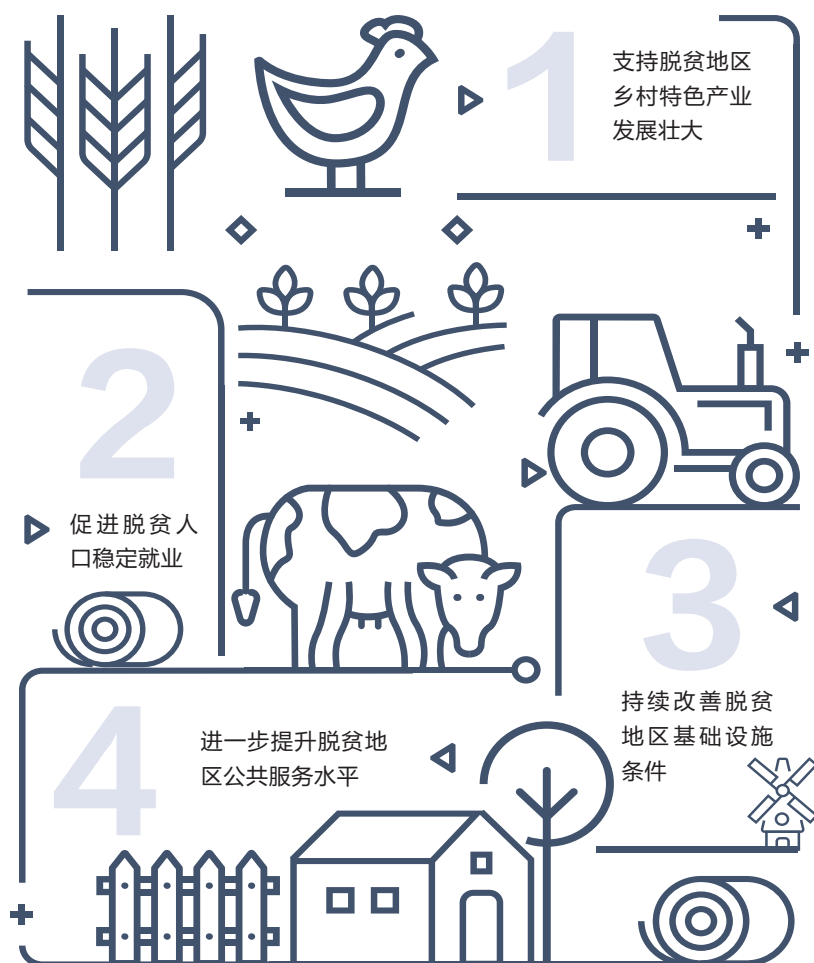 1
支持脱贫地区
乡村特色产业
发展壮大
2
促进脱贫人
口稳定就业
3
持续改善脱贫
地区基础设施
条件
4
进一步提升脱贫地
区公共服务水平